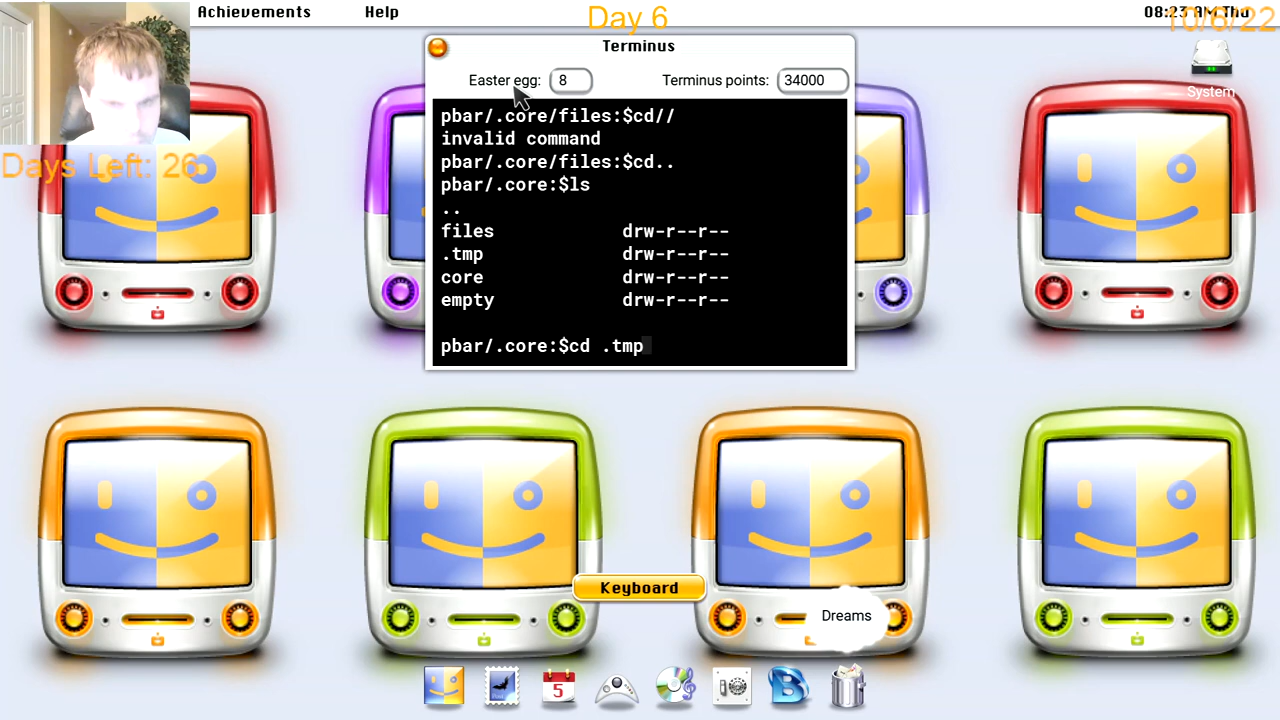 Achievements
Help
Day 6
08:23 AM Thu
10/6/22
Terminus
Easter egg: 8
Terminus points: 34000
System
Days Left: 26
pbar/.core/files:$cd//
invalid command
pbar/.core/files:$cd..
pbar/.core:$ls
..
files drw-r--r--
.tmp drw-r--r--
core drw-r--r--
empty drw-r--r--
pbar/.core:$cd .tmp
Keyboard
Dreams
5